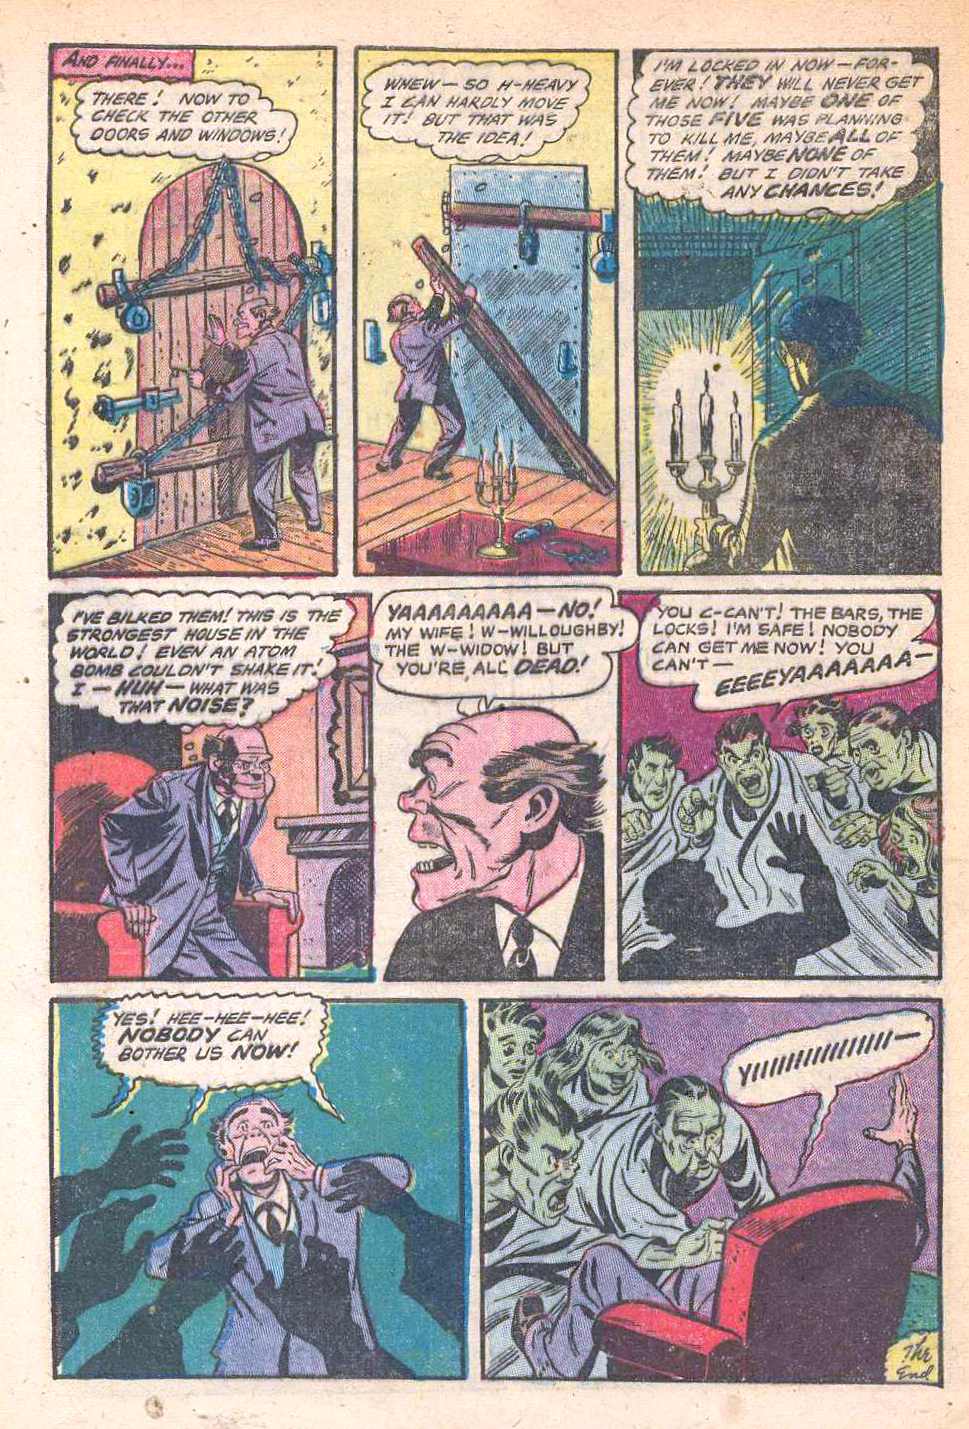 AND FINALLY...
THERE! NOW TO
CHECK THE OTHER
DOORS AND WINDOWS!
WHEW — SO H-HEAVY
I CAN HARDLY MOVE
IT! BUT THAT WAS
THE IDEA!
I'M LOCKED IN NOW — FOR-
EVER! THEY WILL NEVER GET
ME NOW! MAYBE ONE OF
THOSE FIVE WAS PLANNING
TO KILL ME, MAYBE ALL OF
THEM! MAYBE NONE OF
THEM! BUT I DIDN'T TAKE
ANY CHANCES!
I'VE BILKED THEM! THIS IS THE
STRONGEST HOUSE IN THE
WORLD! EVEN AN ATOM
BOMB COULDN'T SHAKE IT!
I — HUH — WHAT WAS
THAT NOISE?
YAAAAAAAAA — NO!
MY WIFE! W-WILLOUGHBY!
THE W-WIDOW! BUT
YOU'RE, ALL DEAD!
YOU C-CAN'T! THE BARS, THE
LOCKS! I'M SAFE! NOBODY
CAN GET ME NOW! YOU
CAN'T —
EEEEYAAAAAAA —
YES! HEE-HEE-HEE!
NOBODY CAN
BOTHER US NOW!
YIIIIIIIIIIIIIII —
The
End